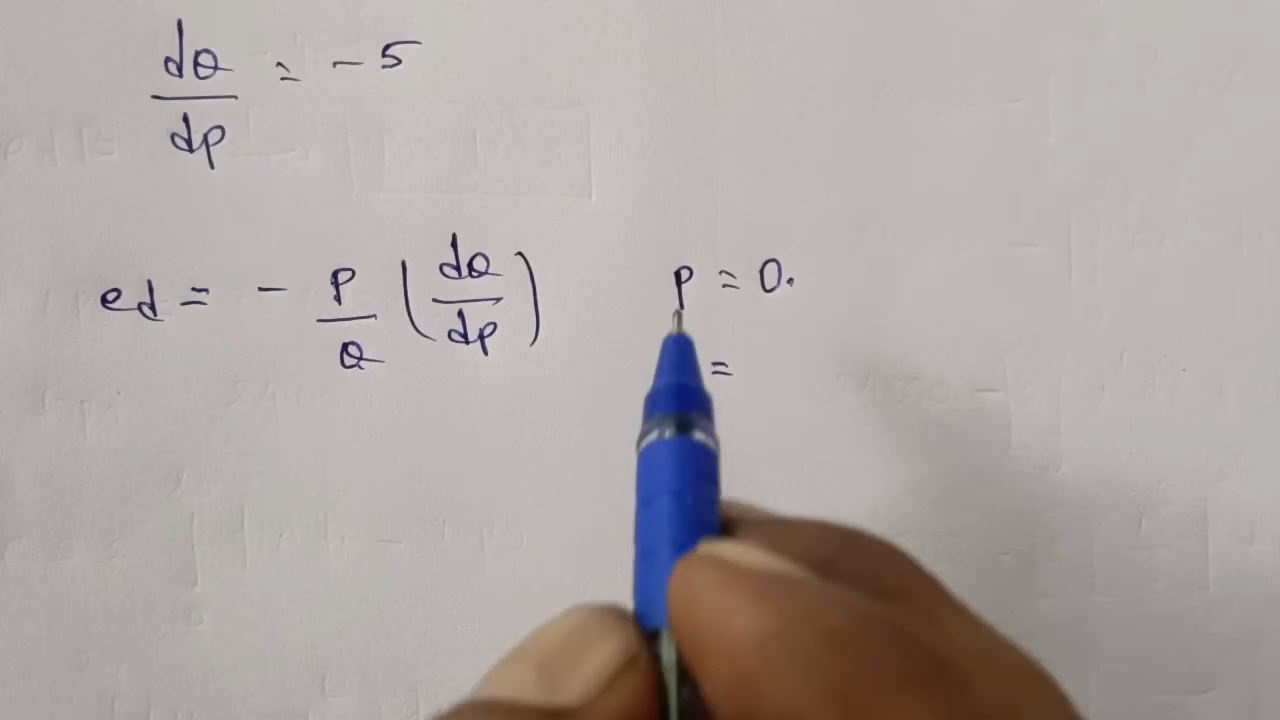 dQ/dp = -5
ed = - P/Q (dQ/dp)
P = 0.
=